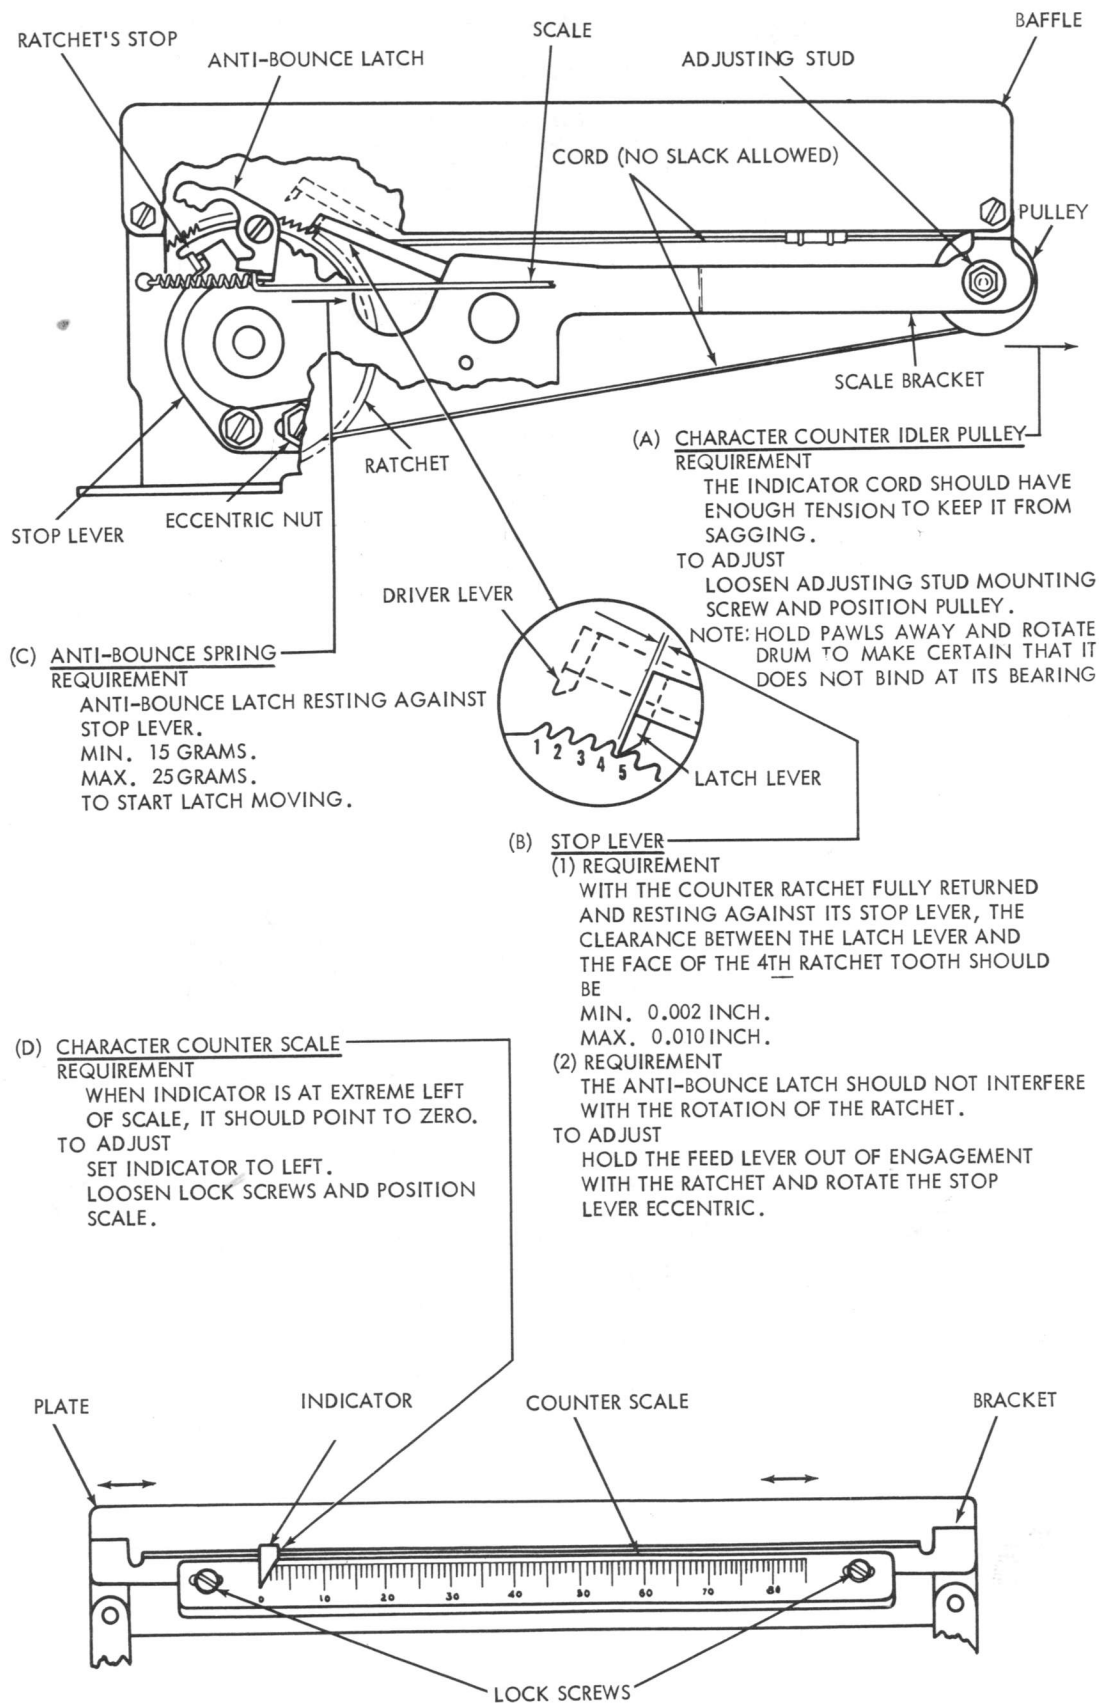 RATCHET'S STOP
ANTI-BOUNCE LATCH
SCALE
ADJUSTING STUD
BAFFLE
CORD (NO SLACK ALLOWED)
PULLEY
SCALE BRACKET
RATCHET
ECCENTRIC NUT
STOP LEVER
(A) CHARACTER COUNTER IDLER PULLEY
REQUIREMENT
THE INDICATOR CORD SHOULD HAVE
ENOUGH TENSION TO KEEP IT FROM
SAGGING.
TO ADJUST
LOOSEN ADJUSTING STUD MOUNTING
SCREW AND POSITION PULLEY.
NOTE: HOLD PAWLS AWAY AND ROTATE
DRUM TO MAKE CERTAIN THAT IT
DOES NOT BIND AT ITS BEARING
DRIVER LEVER
1 2 3 4 5
LATCH LEVER
(C) ANTI-BOUNCE SPRING
REQUIREMENT
ANTI-BOUNCE LATCH RESTING AGAINST
STOP LEVER.
MIN. 15 GRAMS.
MAX. 25 GRAMS.
TO START LATCH MOVING.
(B) STOP LEVER
(1) REQUIREMENT
WITH THE COUNTER RATCHET FULLY RETURNED
AND RESTING AGAINST ITS STOP LEVER, THE
CLEARANCE BETWEEN THE LATCH LEVER AND
THE FACE OF THE 4TH RATCHET TOOTH SHOULD
BE
MIN. 0.002 INCH.
MAX. 0.010 INCH.
(2) REQUIREMENT
THE ANTI-BOUNCE LATCH SHOULD NOT INTERFERE
WITH THE ROTATION OF THE RATCHET.
TO ADJUST
HOLD THE FEED LEVER OUT OF ENGAGEMENT
WITH THE RATCHET AND ROTATE THE STOP
LEVER ECCENTRIC.
(D) CHARACTER COUNTER SCALE
REQUIREMENT
WHEN INDICATOR IS AT EXTREME LEFT
OF SCALE, IT SHOULD POINT TO ZERO.
TO ADJUST
SET INDICATOR TO LEFT.
LOOSEN LOCK SCREWS AND POSITION
SCALE.
PLATE
INDICATOR
COUNTER SCALE
BRACKET
0 10 20 30 40 50 60 70 80
LOCK SCREWS